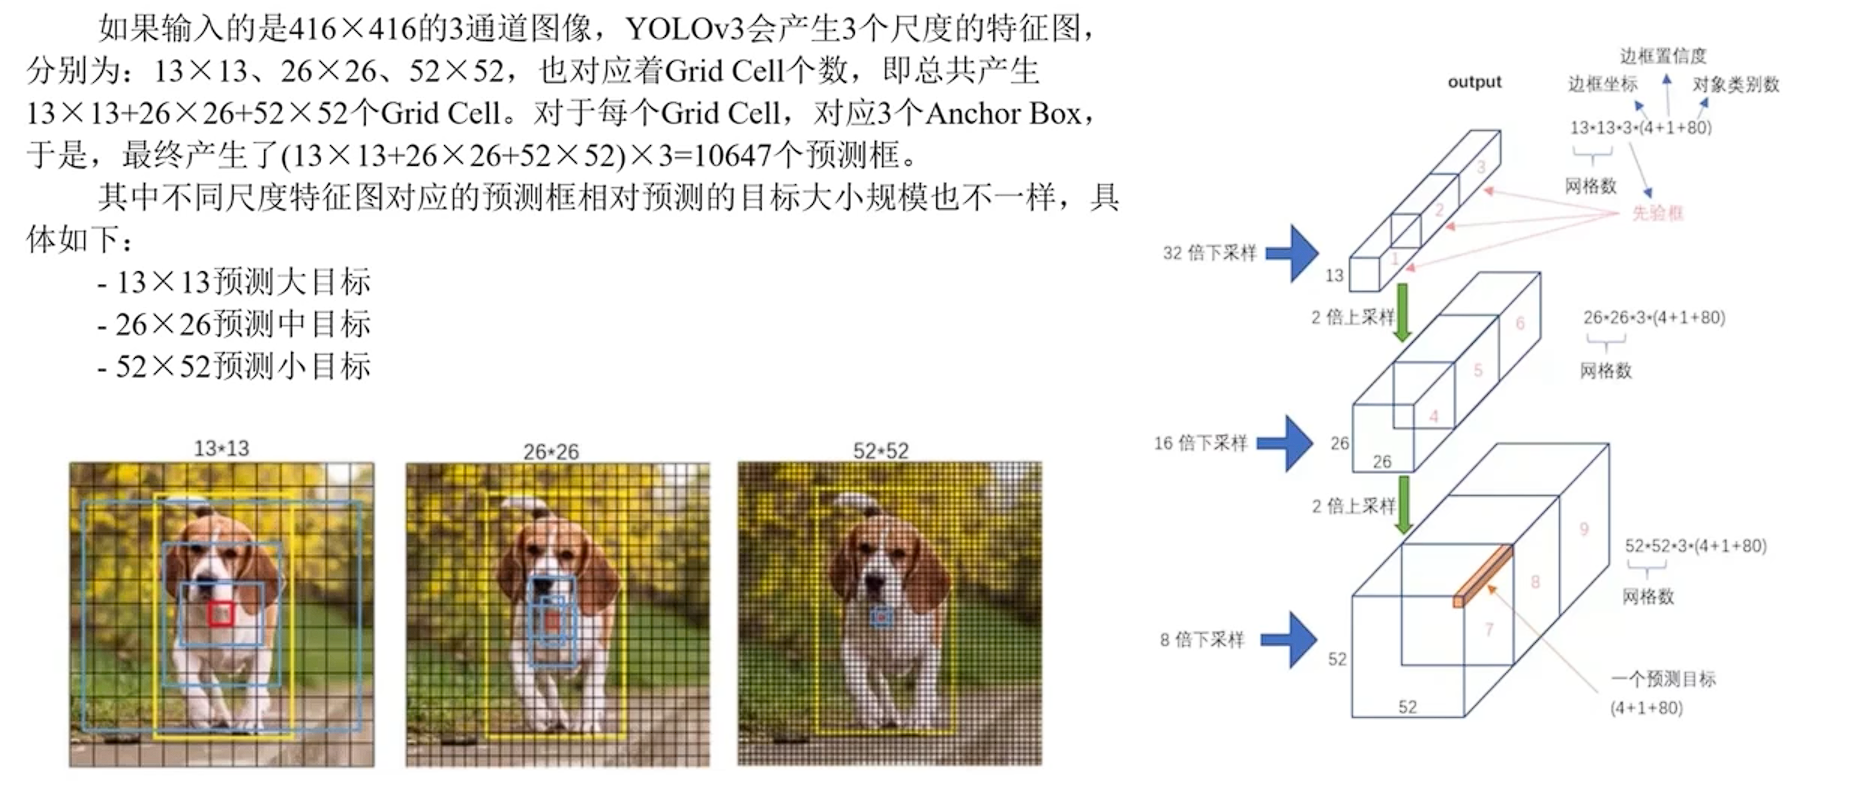 如果输入的是416×416的3通道图像，YOLOv3会产生3个尺度的特征图，
分别为：13×13、26×26、52×52，也对应着Grid Cell个数，即总共产生
13×13+26×26+52×52个Grid Cell。对于每个Grid Cell，对应3个Anchor Box，
于是，最终产生了(13×13+26×26+52×52)×3=10647个预测框。
其中不同尺度特征图对应的预测框相对预测的目标大小规模也不一样，具
体如下：
- 13×13预测大目标
- 26×26预测中目标
- 52×52预测小目标
13*13
26*26
52*52
output
边框置信度
边框坐标
对象类别数
13*13*3*(4+1+80)
网格数
先验框
3
2
1
32 倍下采样
13
2 倍上采样
6
5
4
26*26*3*(4+1+80)
网格数
16 倍下采样
26
26
2 倍上采样
9
8
7
52*52*3*(4+1+80)
网格数
8 倍下采样
52
52
一个预测目标
(4+1+80)